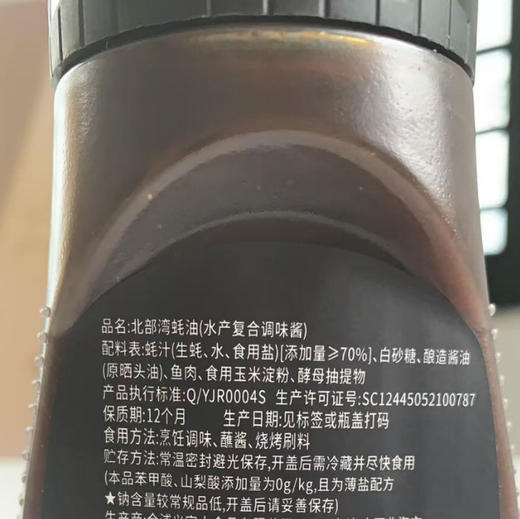 品名:北部湾蚝油(水产复合调味酱)
配料表:蚝汁(生蚝、水、食用盐)[添加量≥70%]、白砂糖、酿造酱油
(原晒头油)、鱼肉、食用玉米淀粉、酵母抽提物
产品执行标准:Q/YJR0004S 生产许可证号:SC12445052100787
保质期:12个月 生产日期:见标签或瓶盖打码
食用方法:烹饪调味、蘸酱、烧烤刷料
贮存方法:常温密封避光保存,开盖后需冷藏并尽快食用
(本品苯甲酸、山梨酸添加量为0g/kg,且为薄盐配方
★钠含量较常规品低,开盖后请妥善保存)